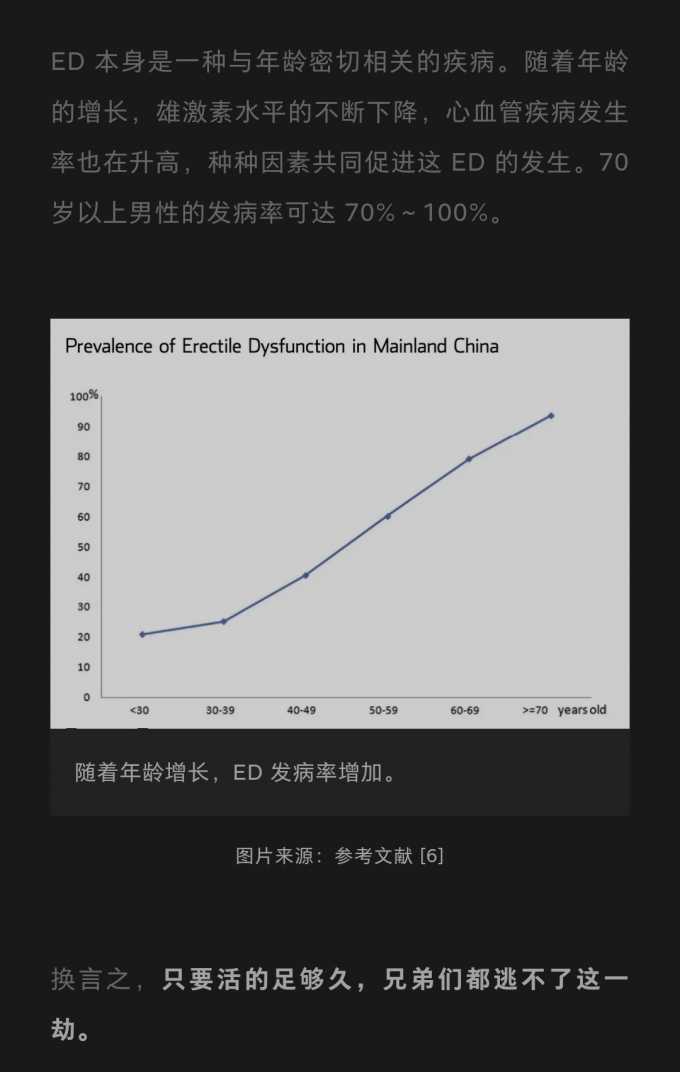 ED 本身是一种与年龄密切相关的疾病。随着年龄
的增长，雄激素水平的不断下降，心血管疾病发生
率也在升高，种种因素共同促进这 ED 的发生。70
岁以上男性的发病率可达 70% ~ 100%。
Prevalence of Erectile Dysfunction in Mainland China
100%
90
80
70
60
50
40
30
20
10
0
<30 30-39 40-49 50-59 60-69 >=70 years old
随着年龄增长，ED 发病率增加。
图片来源：参考文献 [6]
换言之，只要活的足够久，兄弟们都逃不了这一
劫。